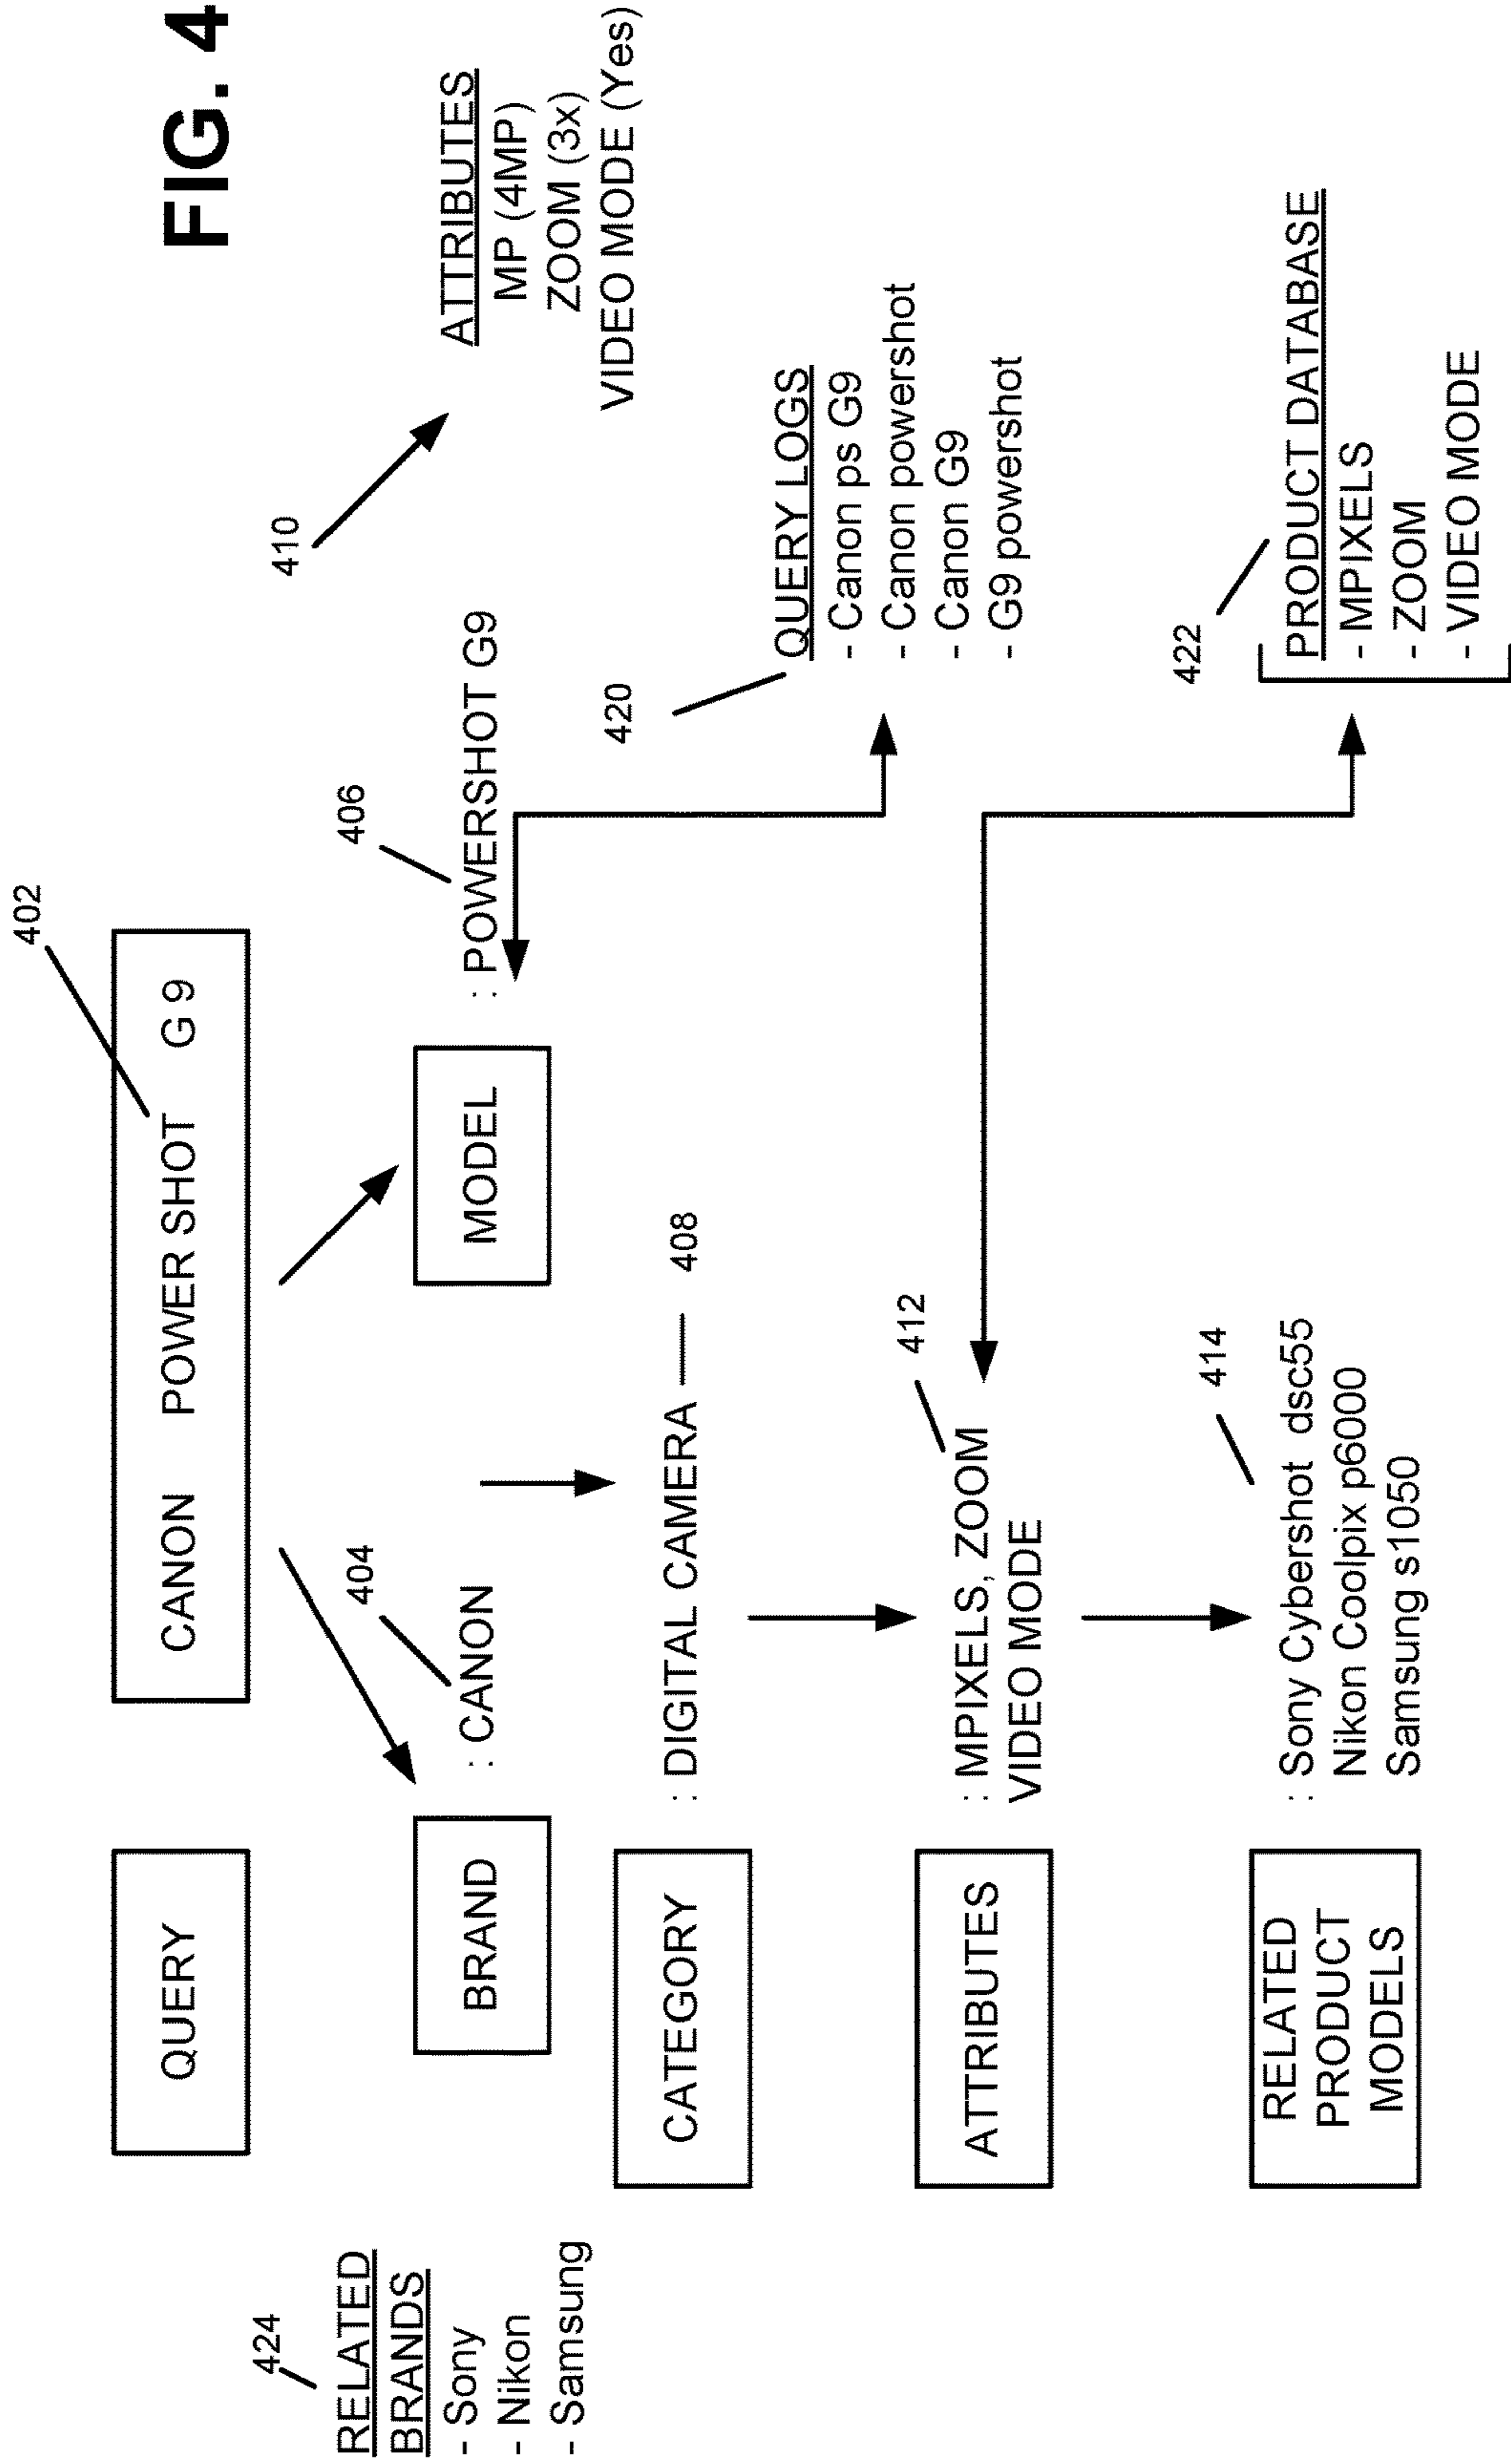 FIG. 4
402
QUERY
CANON POWER SHOT G 9
424
RELATED
BRANDS
- Sony
- Nikon
- Samsung
404
BRAND
: CANON
MODEL
406
: POWERSHOT G9
410
ATTRIBUTES
MP (4MP)
ZOOM (3x)
VIDEO MODE (Yes)
CATEGORY
: DIGITAL CAMERA
408
420
QUERY LOGS
- Canon ps G9
- Canon powershot
- Canon G9
- G9 powershot
412
ATTRIBUTES
: MPIXELS, ZOOM
VIDEO MODE
414
RELATED
PRODUCT
MODELS
: Sony Cybershot dsc55
Nikon Coolpix p6000
Samsung s1050
422
PRODUCT DATABASE
- MPIXELS
- ZOOM
- VIDEO MODE